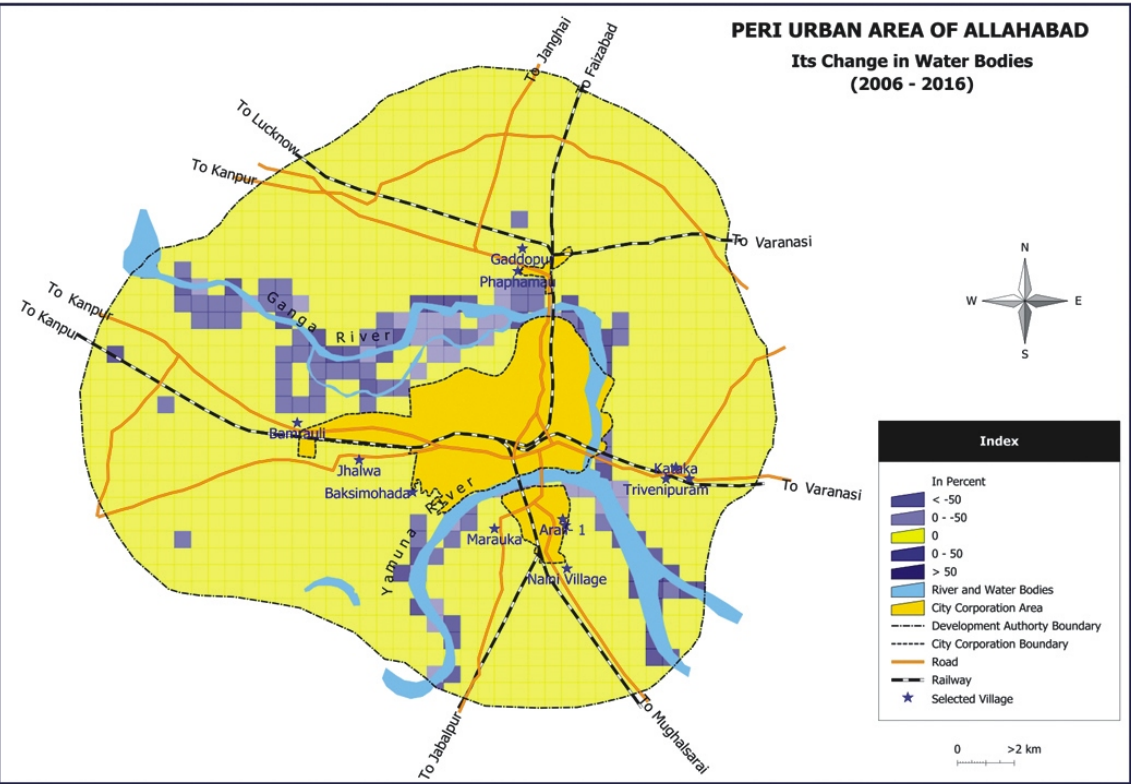 PERI URBAN AREA OF ALLAHABAD
Its Change in Water Bodies
(2006 - 2016)
To Janghai
To Faizabad
To Lucknow
To Kanpur
To Varanasi
Gaddopur
Phaphamau
To Kanpur
To Kanpur
Ganga River
N
W
E
S
Bamrauli
Jhalwa
Baksimohada
Kataka
Trivenipuram
To Varanasi
Yamuna River
Marauka
Arail- 1
Naini Village
To Jabalpur
To Mughalsarai
Index
In Percent
< -50
0 - -50
0
0 - 50
> 50
River and Water Bodies
City Corporation Area
Development Authorty Boundary
City Corporation Boundary
Road
Railway
Selected Village
0 >2 km